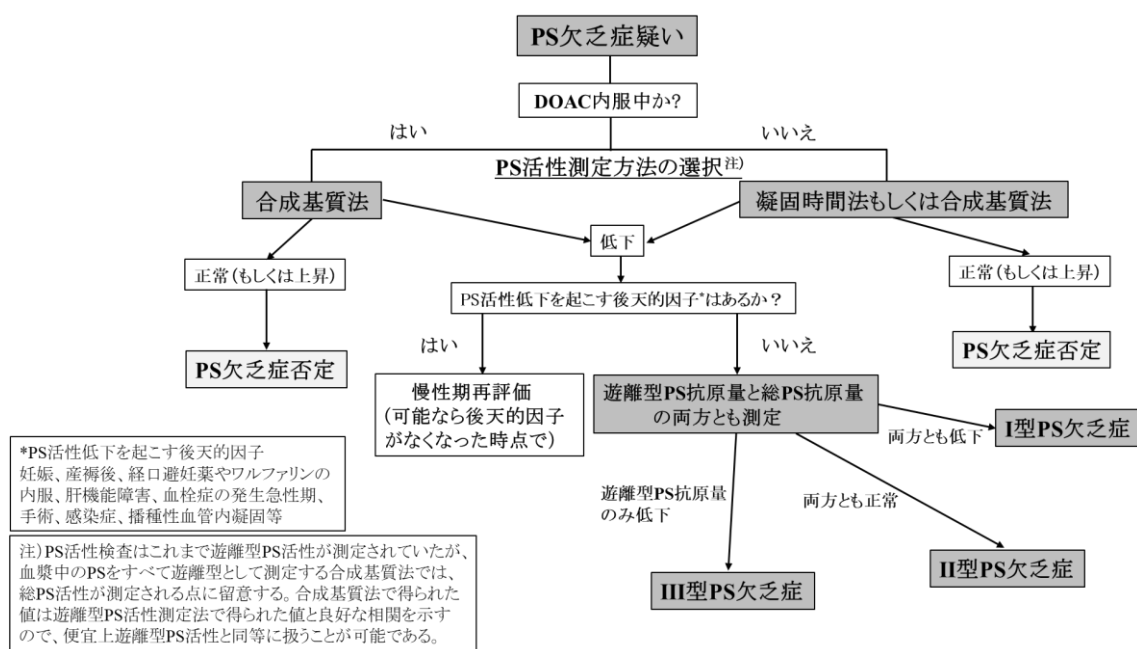 PS欠乏症疑い
DOAC内服中か?
はい
いいえ
PS活性測定方法の選択注)
合成基質法
凝固時間法もしくは合成基質法
低下
正常(もしくは上昇)
正常(もしくは上昇)
PS活性低下を起こす後天的因子*はあるか？
PS欠乏症否定
PS欠乏症否定
はい
いいえ
慢性期再評価
(可能なら後天的因子
がなくなった時点で)
遊離型PS抗原量と総PS抗原量
の両方とも測定
両方とも低下
I型PS欠乏症
遊離型PS抗原量
のみ低下
両方とも正常
III型PS欠乏症
II型PS欠乏症
*PS活性低下を起こす後天的因子
妊娠、産褥後、経口避妊薬やワルファリンの
内服、肝機能障害、血栓症の発生急性期、
手術、感染症、播種性血管内凝固等
注）PS活性検査はこれまで遊離型PS活性が測定されていたが、
血漿中のPSをすべて遊離型として測定する合成基質法では、
総PS活性が測定される点に留意する。合成基質法で得られた
値は遊離型PS活性測定法で得られた値と良好な相関を示す
ので、便宜上遊離型PS活性と同等に扱うことが可能である。